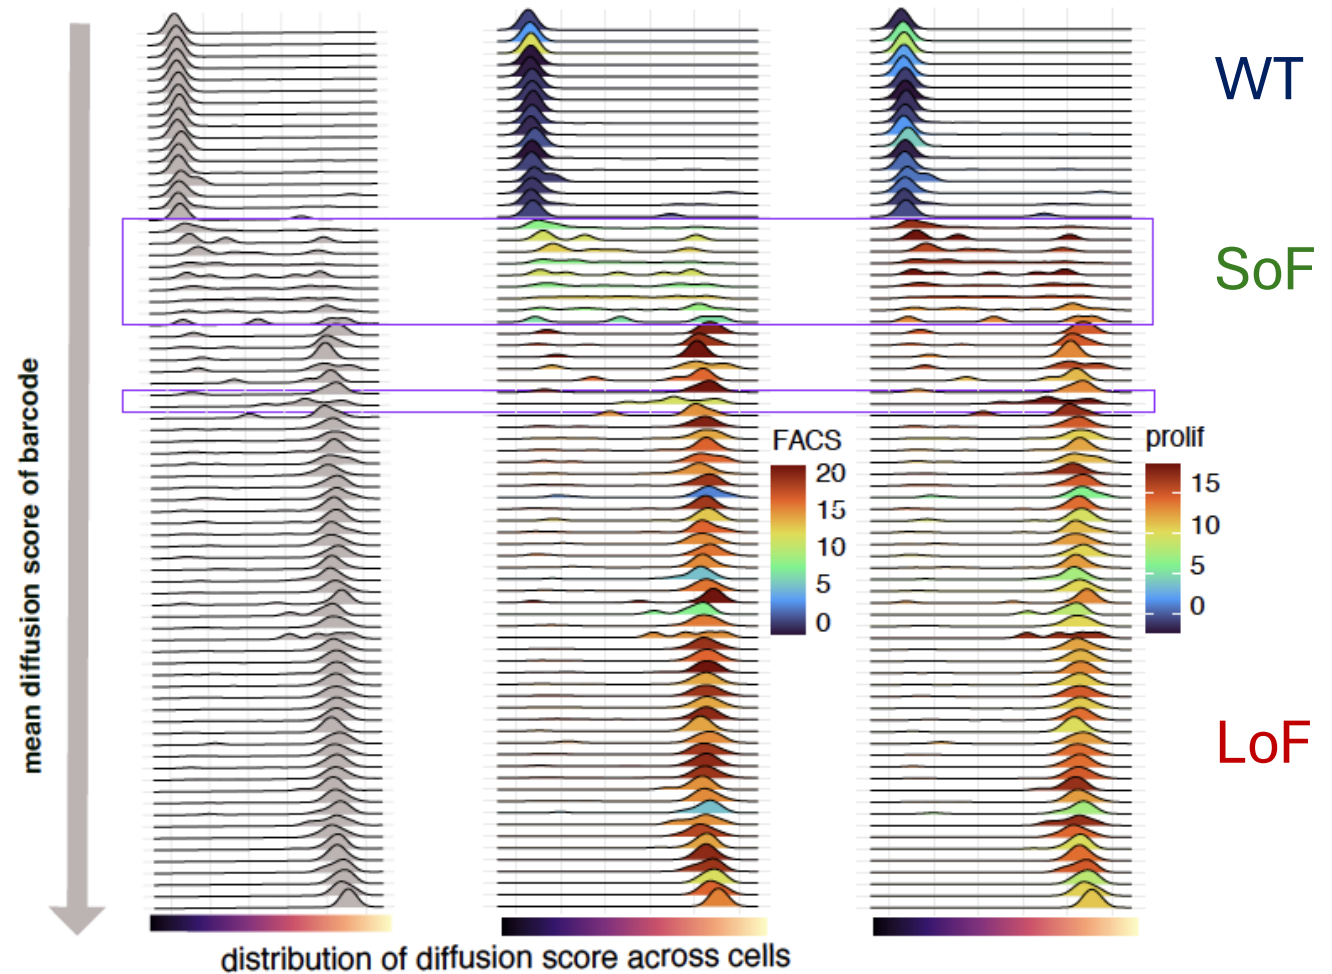 WT
SoF
mean diffusion score of barcode
FACS
20
15
10
5
0
prolif
15
10
5
0
LoF
distribution of diffusion score across cells